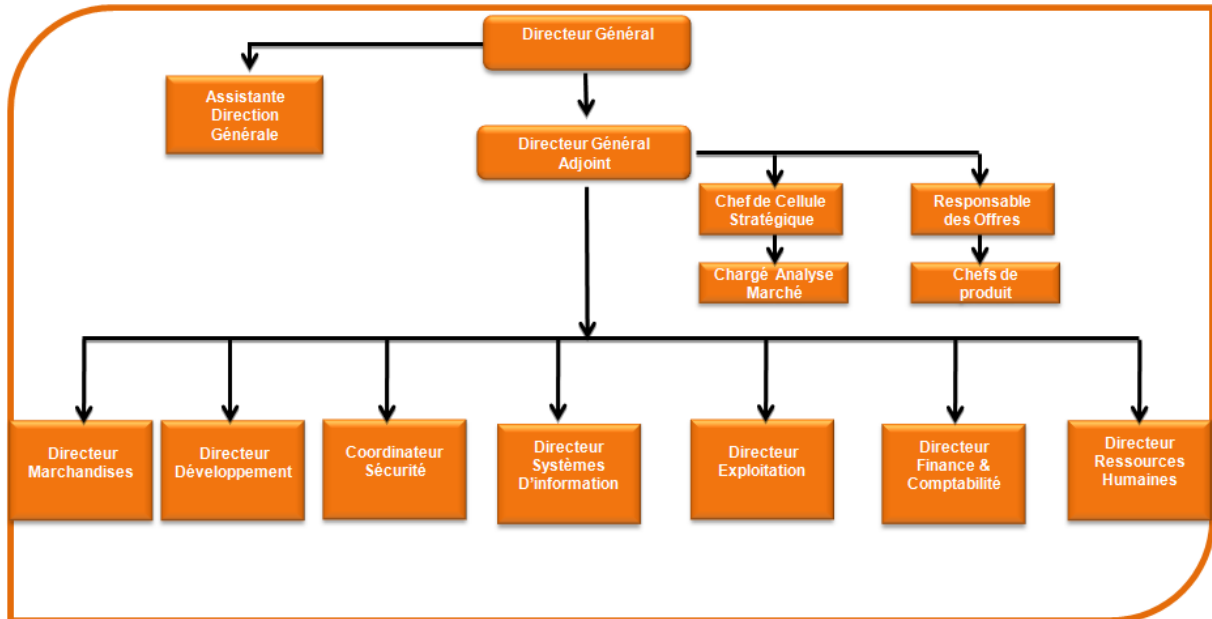 Directeur Général
Assistante
Direction
Générale
Directeur Général
Adjoint
Chef de Cellule
Stratégique
Responsable
des Offres
Chargé Analyse
Marché
Chefs de
produit
Directeur
Marchandises
Directeur
Développement
Coordinateur
Sécurité
Directeur
Systèmes
D'information
Directeur
Exploitation
Directeur
Finance &
Comptabilité
Directeur
Ressources
Humaines